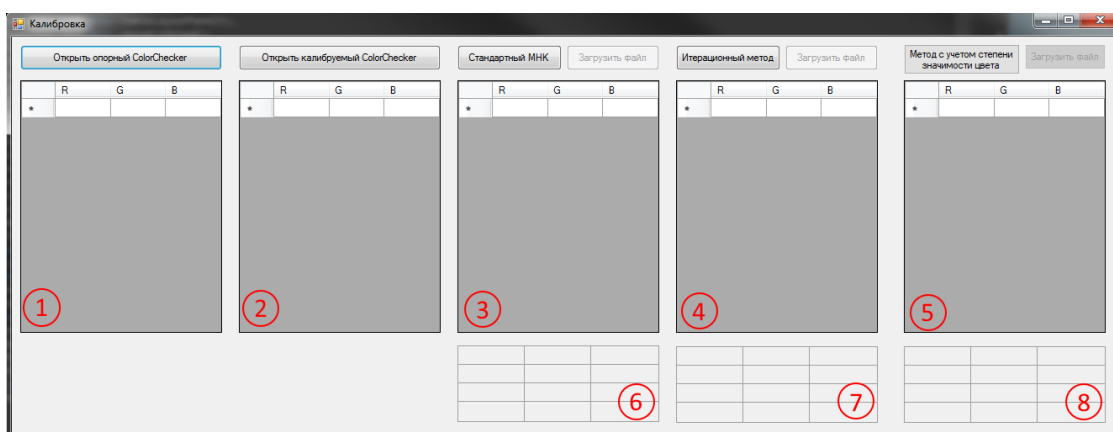 Калибровка
Открыть опорный ColorChecker
Открыть калибруемый ColorChecker
Стандартный МНК
Загрузить файл
Итерационный метод
Загрузить файл
Метод с учетом степени
значимости цвета
Загрузить файл
R G B
R G B
R G B
R G B
R G B
*
*
*
*
*
1
2
3
4
5
6
7
8